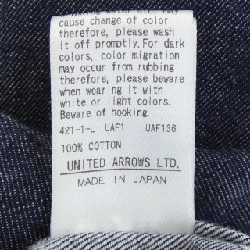 cause change of color
therefore, please wash
it off promptly. For dark
colors, color migration
may occur from rubbing
therefore, please beware
when wearing it with
white or light colors.
Beware of hooking
UAF1 UAF136
100% COTTON
UNITED ARROWS LTD.
MADE IN JAPAN